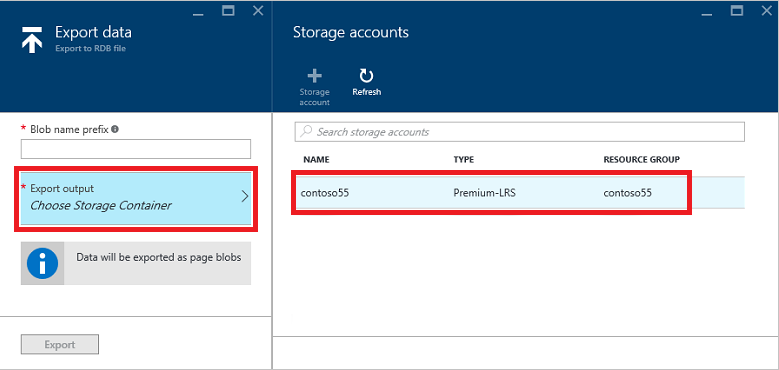 Export data
Export to RDB file
* Blob name prefix
* Export output
Choose Storage Container
Data will be exported as page blobs
Export
Storage accounts
Storage
account
Refresh
Search storage accounts
NAME TYPE RESOURCE GROUP
contoso55 Premium-LRS contoso55